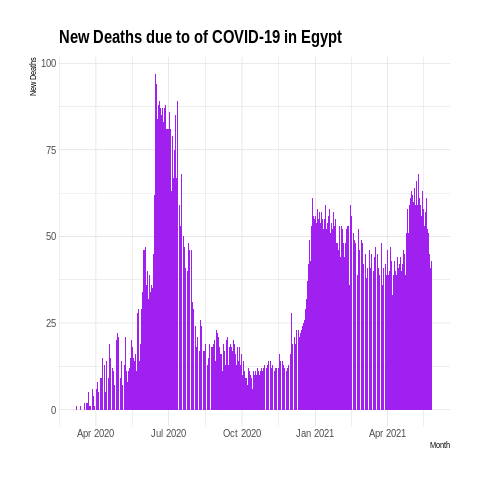 New Deaths due to of COVID-19 in Egypt
New Deaths
100
75
50
25
0
Apr 2020 Jul 2020 Oct 2020 Jan 2021 Apr 2021
Month